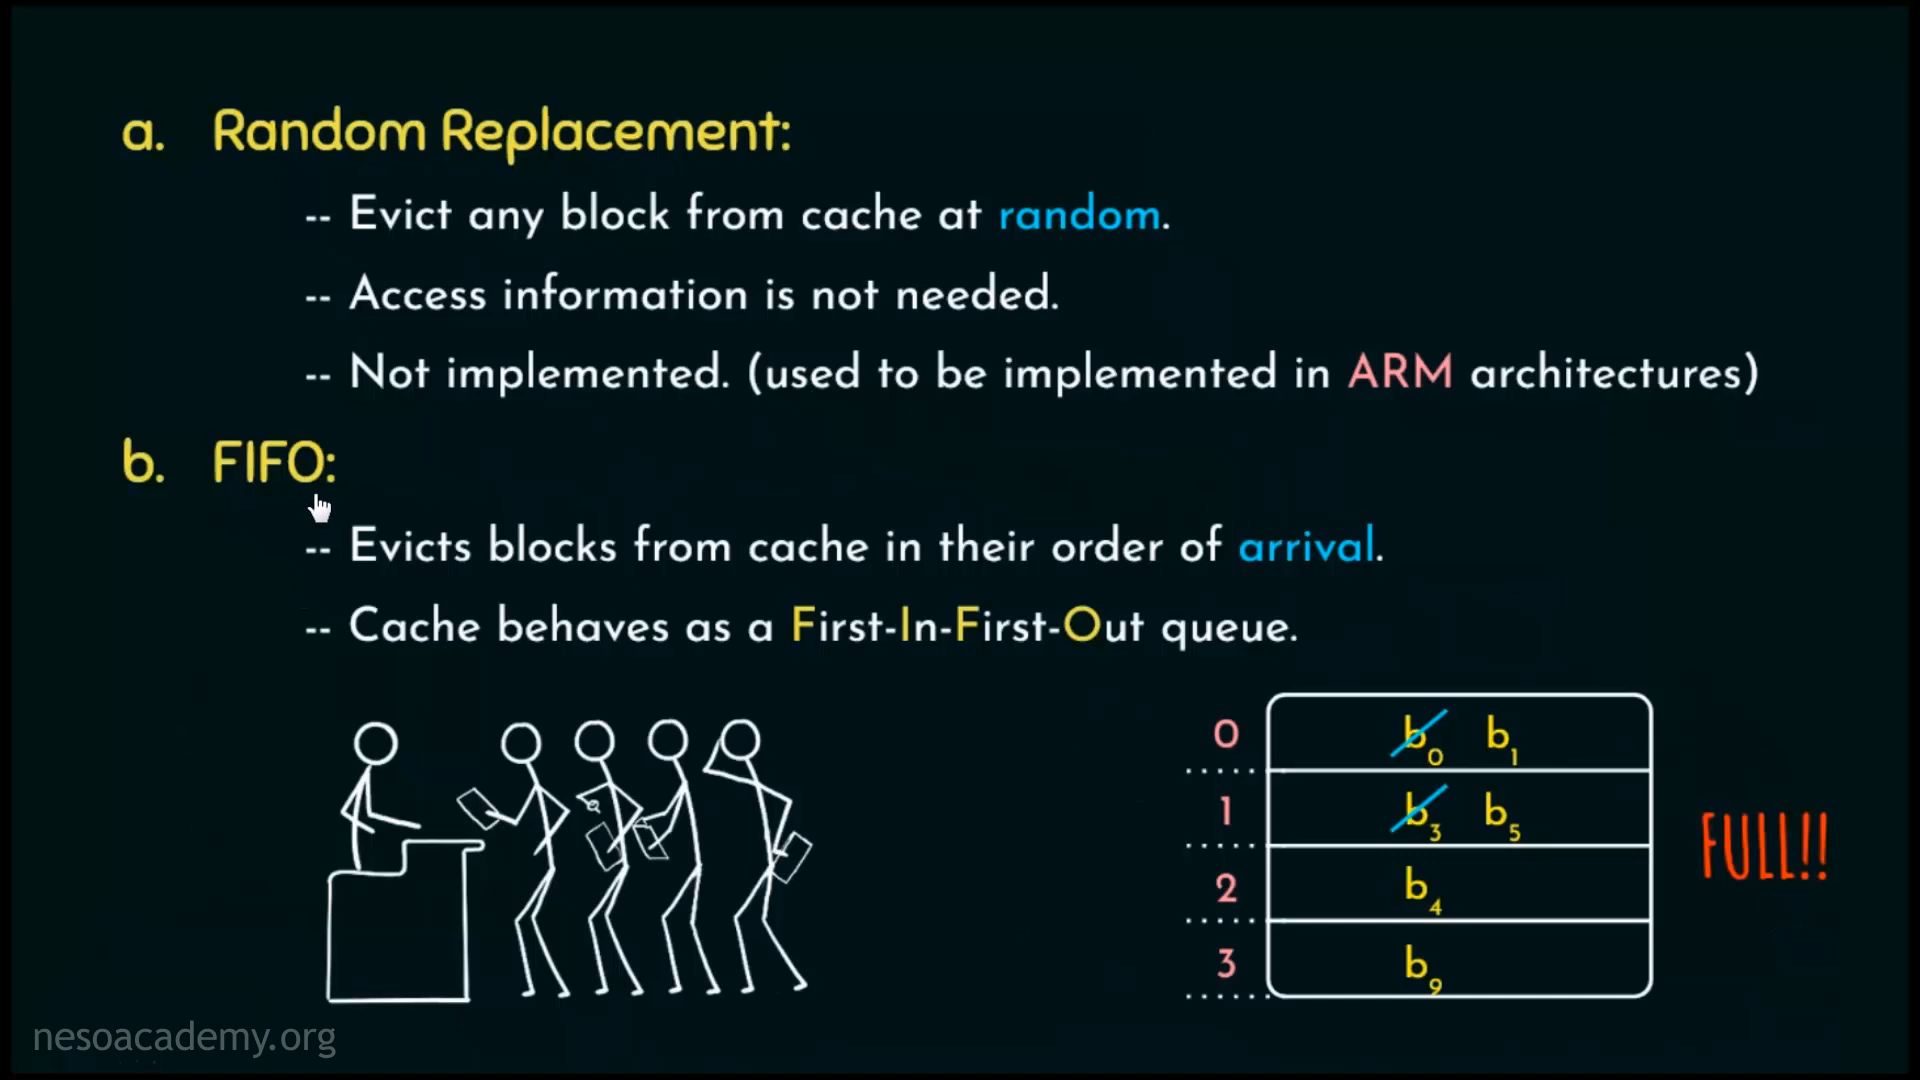 a. Random Replacement:
-- Evict any block from cache at random.
-- Access information is not needed.
-- Not implemented. (used to be implemented in ARM architectures)
b. FIFO:
-- Evicts blocks from cache in their order of arrival.
-- Cache behaves as a First-In-First-Out queue.
0 b₀ b₁
1 b₃ b₅
2 b₄
3 b₉
FULL!!
nesoacademy.org